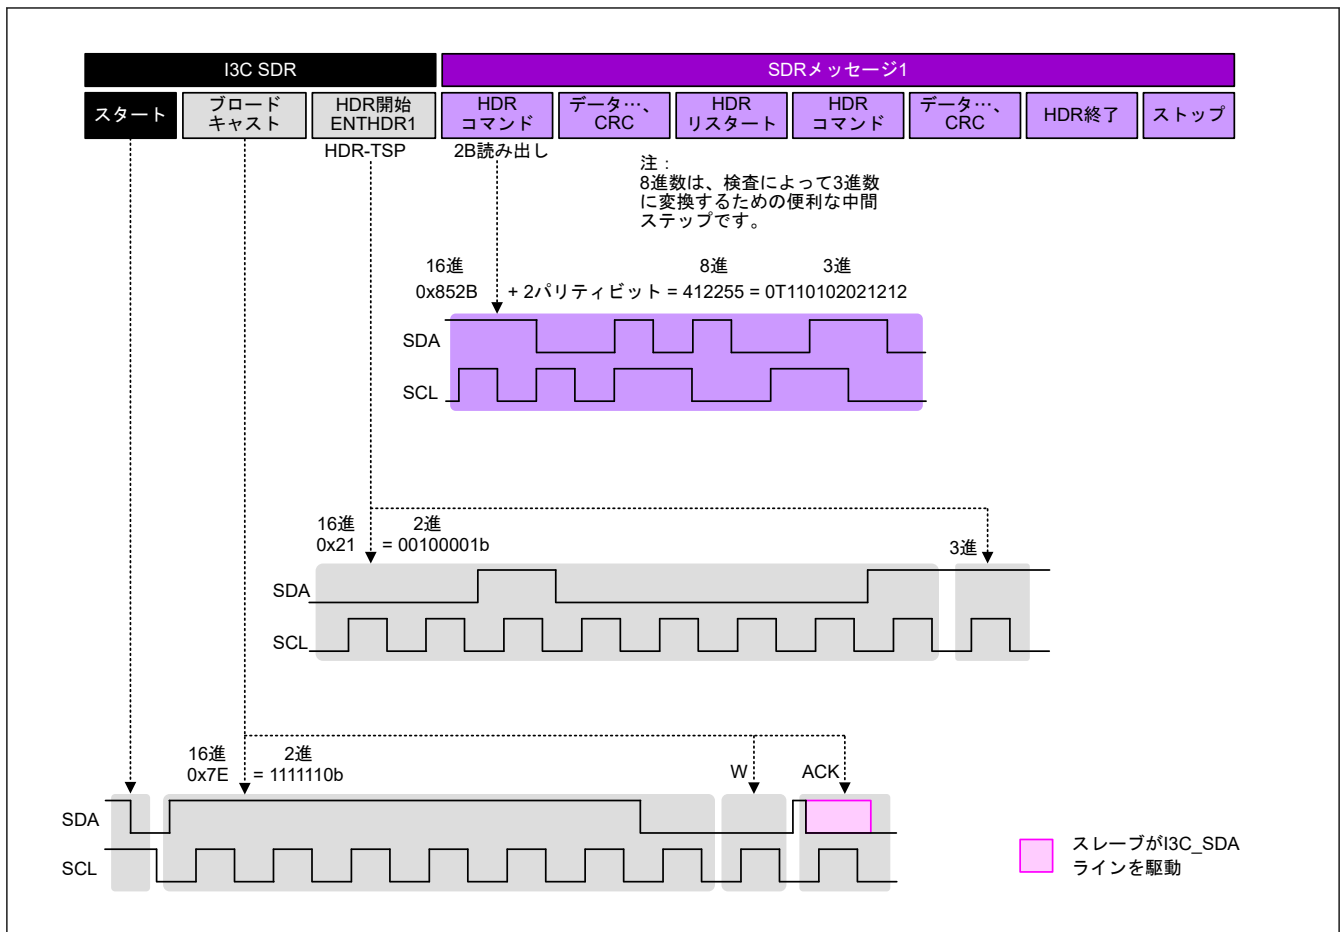 I3C SDR
SDRメッセージ1
スタート
ブロード
キャスト
HDR開始
ENTHDR1
HDR
コマンド
データ…、
CRC
HDR
リスタート
HDR
コマンド
データ…、
CRC
HDR終了
ストップ
HDR-TSP
2B読み出し
注：
8進数は、検査によって3進数
に変換するための便利な中間
ステップです。
16進
8進
3進
0x852B + 2パリティビット = 412255 = 0T110102021212
SDA
SCL
16進
2進
0x21 = 00100001b
3進
SDA
SCL
16進
2進
0x7E = 1111110b
W
ACK
SDA
SCL
スレーブがI3C_SDA
ラインを駆動